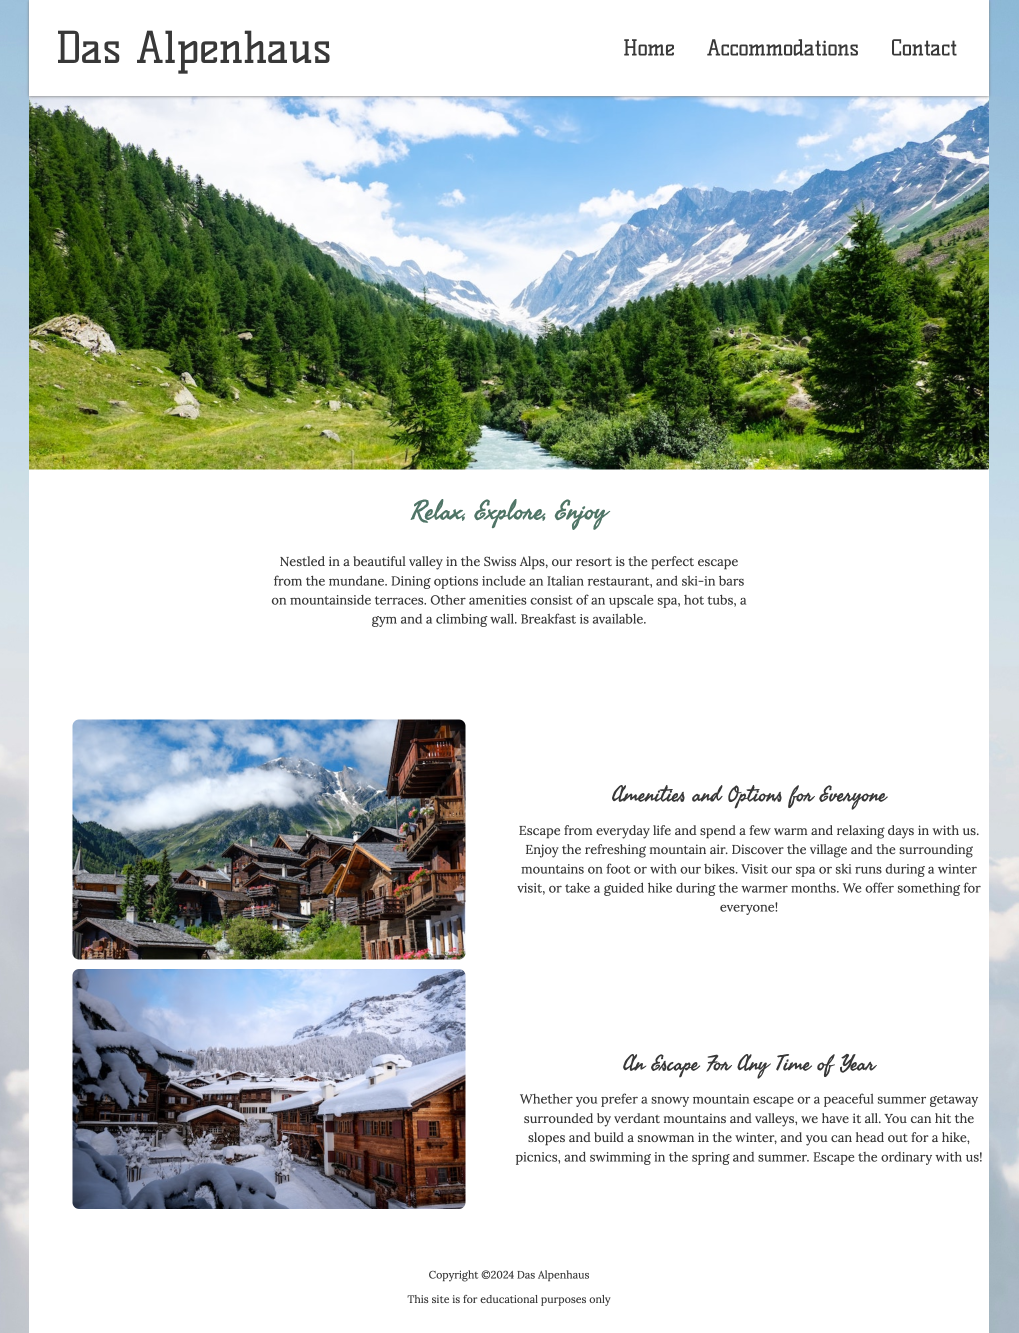 Das Alpenhaus
Home Accommodations Contact
Relax, Explore, Enjoy
Nestled in a beautiful valley in the Swiss Alps, our resort is the perfect escape
from the mundane. Dining options include an Italian restaurant, and ski-in bars
on mountainside terraces. Other amenities consist of an upscale spa, hot tubs, a
gym and a climbing wall. Breakfast is available.
Amenities and Options for Everyone
Escape from everyday life and spend a few warm and relaxing days in with us.
Enjoy the refreshing mountain air. Discover the village and the surrounding
mountains on foot or with our bikes. Visit our spa or ski runs during a winter
visit, or take a guided hike during the warmer months. We offer something for
everyone!
An Escape For Any Time of Year
Whether you prefer a snowy mountain escape or a peaceful summer getaway
surrounded by verdant mountains and valleys, we have it all. You can hit the
slopes and build a snowman in the winter, and you can head out for a hike,
picnics, and swimming in the spring and summer. Escape the ordinary with us!
Copyright ©2024 Das Alpenhaus
This site is for educational purposes only